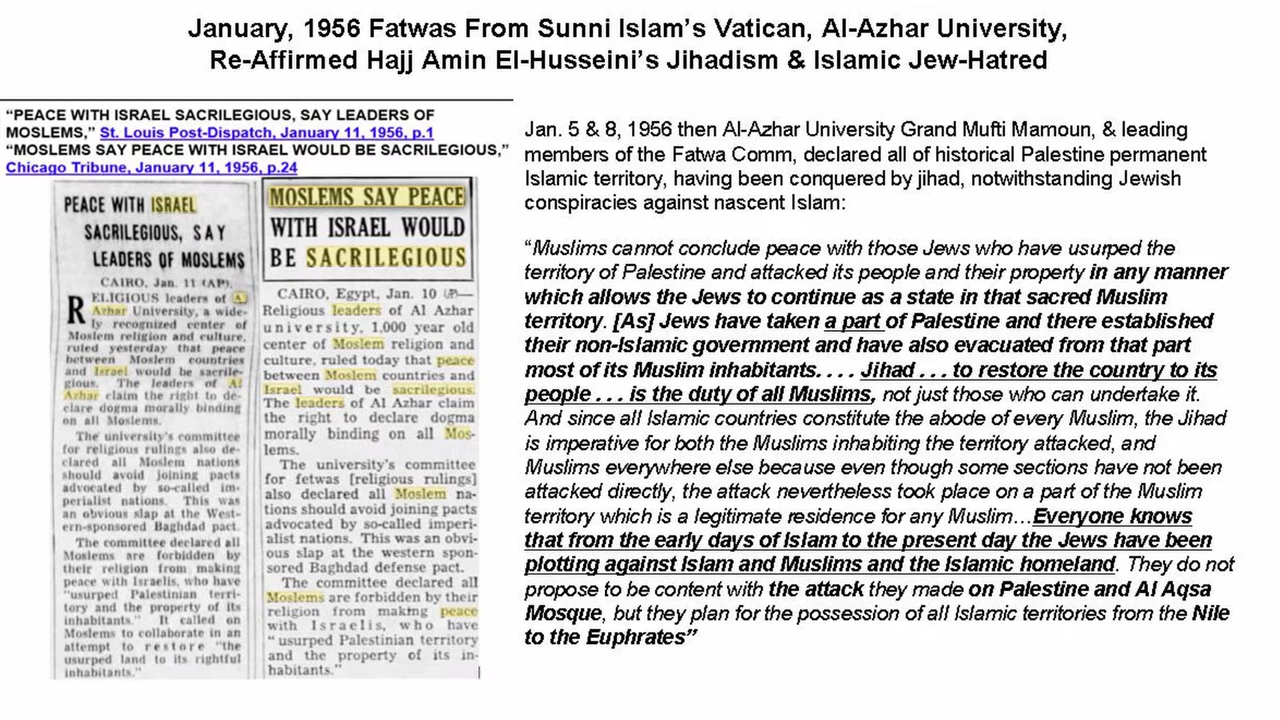 January, 1956 Fatwas From Sunni Islam's Vatican, Al-Azhar University,
Re-Affirmed Hajj Amin El-Husseini's Jihadism & Islamic Jew-Hatred
“PEACE WITH ISRAEL SACRILEGIOUS, SAY LEADERS OF
MOSLEMS,” St. Louis Post-Dispatch, January 11, 1956, p.1
“MOSLEMS SAY PEACE WITH ISRAEL WOULD BE SACRILEGIOUS,”
Chicago Tribune, January 11, 1956, p.24
PEACE WITH ISRAEL
SACRILEGIOUS, SAY
LEADERS OF MOSLEMS
CAIRO, Jan. 11 (AP).
RELIGIOUS leaders of Al
Azhar University, a wide-
ly recognized center of
Moslem religion and culture,
ruled yesterday that peace
between Moslem countries
and Israel would be sacrile-
gious. The leaders of Al
Azhar claim the right to de-
clare dogma morally binding
on all Moslems.
The university's committee
for religious rulings also de-
clared all Moslem nations
should avoid joining pacts
advocated by so-called im-
perialist nations. This was
an obvious slap at the West-
ern-sponsored Baghdad pact.
The committee declared all
Moslems are forbidden by
their religion from making
peace with Israelis, who have
"usurped Palestinian terri-
tory and the property of its
inhabitants." It called on
Moslems to collaborate in an
attempt to restore "the
usurped land to its rightful
inhabitants."
MOSLEMS SAY PEACE
WITH ISRAEL WOULD
BE SACRILEGIOUS
CAIRO, Egypt, Jan. 10 (AP)—
Religious leaders of Al Azhar
university, 1,000 year old
center of Moslem religion and
culture, ruled today that peace
between Moslem countries and
Israel would be sacrilegious.
The leaders of Al Azhar claim
the right to declare dogma
morally binding on all Mos-
lems.
The university's committee
for fetwas [religious rulings]
also declared all Moslem na-
tions should avoid joining pacts
advocated by so-called imperi-
alist nations. This was an obvi-
ous slap at the western spon-
sored Baghdad defense pact.
The committee declared all
Moslems are forbidden by their
religion from making peace
with Israelis, who have
"usurped Palestinian territory
and the property of its in-
habitants."
Jan. 5 & 8, 1956 then Al-Azhar University Grand Mufti Mamoun, & leading
members of the Fatwa Comm, declared all of historical Palestine permanent
Islamic territory, having been conquered by jihad, notwithstanding Jewish
conspiracies against nascent Islam:
“Muslims cannot conclude peace with those Jews who have usurped the
territory of Palestine and attacked its people and their property in any manner
which allows the Jews to continue as a state in that sacred Muslim
territory. [As] Jews have taken a part of Palestine and there established
their non-Islamic government and have also evacuated from that part
most of its Muslim inhabitants. . . . Jihad . . . to restore the country to its
people . . . is the duty of all Muslims, not just those who can undertake it.
And since all Islamic countries constitute the abode of every Muslim, the Jihad
is imperative for both the Muslims inhabiting the territory attacked, and
Muslims everywhere else because even though some sections have not been
attacked directly, the attack nevertheless took place on a part of the Muslim
territory which is a legitimate residence for any Muslim…Everyone knows
that from the early days of Islam to the present day the Jews have been
plotting against Islam and Muslims and the Islamic homeland. They do not
propose to be content with the attack they made on Palestine and Al Aqsa
Mosque, but they plan for the possession of all Islamic territories from the Nile
to the Euphrates”